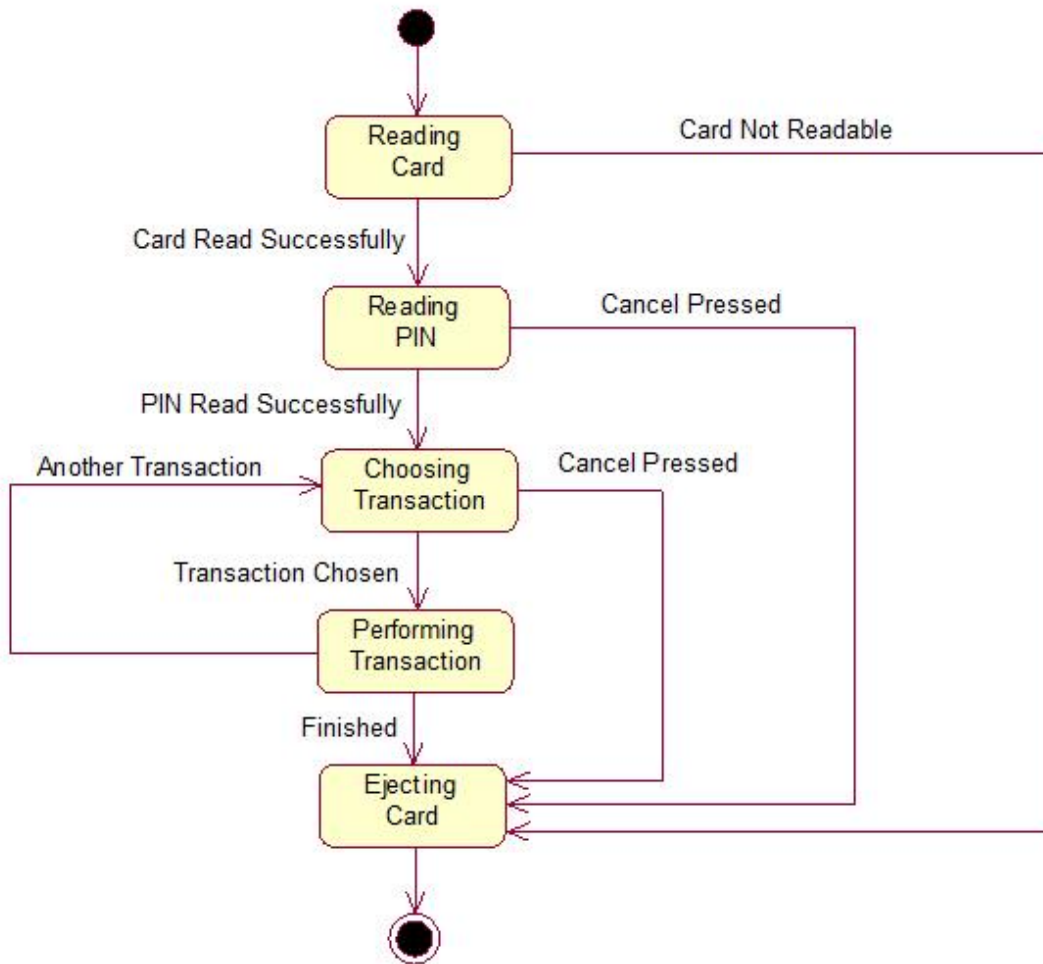 Reading
Card
Card Not Readable
Card Read Successfully
Reading
PIN
Cancel Pressed
PIN Read Successfully
Another Transaction
Choosing
Transaction
Cancel Pressed
Transaction Chosen
Performing
Transaction
Finished
Ejecting
Card